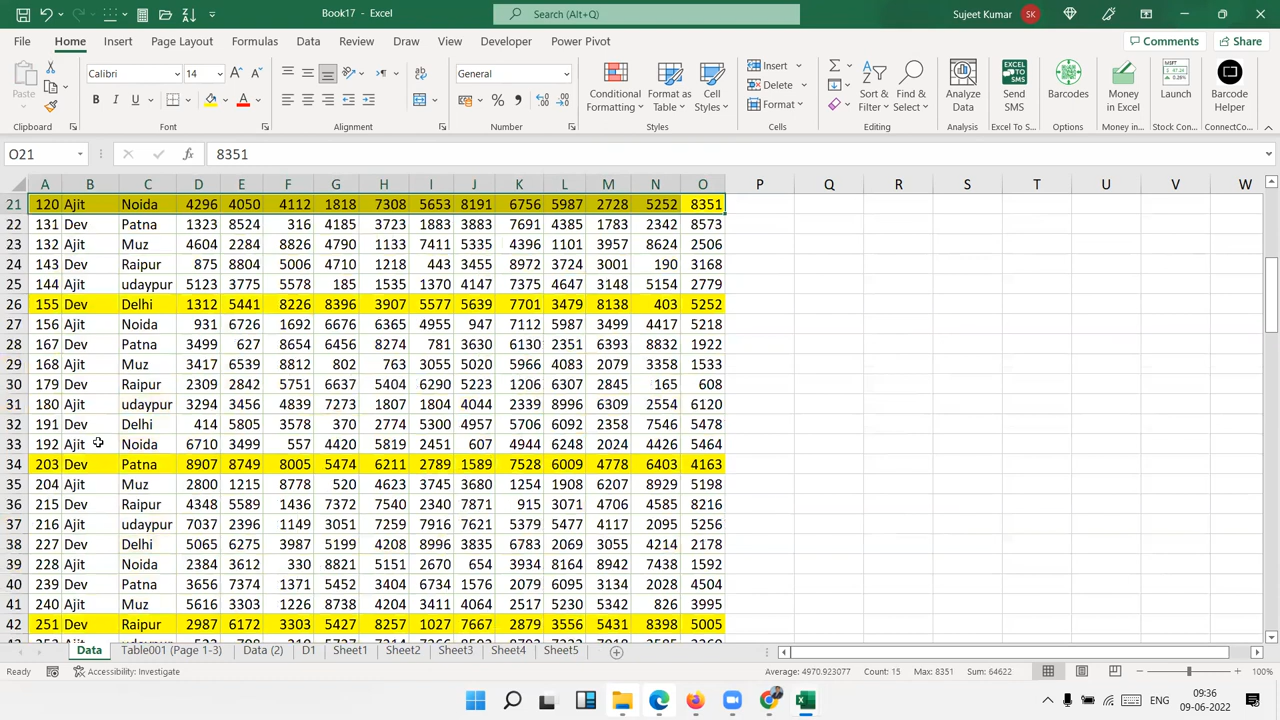 Book17 - Excel
Search (Alt+Q)
Sujeet Kumar SK
File Home Insert Page Layout Formulas Data Review View Developer Power Pivot Comments Share
Paste
Calibri 14
General
Conditional Formatting
Format as Table
Cell Styles
Insert
Delete
Format
Sort & Filter
Find & Select
Analyze Data
Send SMS
Barcodes
Money in Excel
Launch
Barcode Helper
Clipboard Font Alignment Number Styles Cells Editing Analysis Excel To S... Options Money in... Stock Con... ConnectCo...
O21 fx 8351
A B C D E F G H I J K L M N O P Q R S T U V W
21 120 Ajit Noida 4296 4050 4112 1818 7308 5653 8191 6756 5987 2728 5252 8351
22 131 Dev Patna 1323 8524 316 4185 3723 1883 3883 7691 4385 1783 2342 8573
23 132 Ajit Muz 4604 2284 8826 4790 1133 7411 5335 4396 1101 3957 8624 2506
24 143 Dev Raipur 875 8804 5006 4710 1218 443 3455 8972 3724 3001 190 3168
25 144 Ajit udaypur 5123 3775 5578 185 1535 1370 4147 7375 4647 3148 5154 2779
26 155 Dev Delhi 1312 5441 8226 8396 3907 5577 5639 7701 3479 8138 403 5252
27 156 Ajit Noida 931 6726 1692 6676 6365 4955 947 7112 5987 3499 4417 5218
28 167 Dev Patna 3499 627 8654 6456 8274 781 3630 6130 2351 6393 8832 1922
29 168 Ajit Muz 3417 6539 8812 802 763 3055 5020 5966 4083 2079 3358 1533
30 179 Dev Raipur 2309 2842 5751 6637 5404 6290 5223 1206 6307 2845 165 608
31 180 Ajit udaypur 3294 3456 4839 7273 1807 1804 4044 2339 8996 6309 2554 6120
32 191 Dev Delhi 414 5805 3578 370 2774 5300 4957 5706 6092 2358 7546 5478
33 192 Ajit Noida 6710 3499 557 4420 5819 2451 607 4944 6248 2024 4426 5464
34 203 Dev Patna 8907 8749 8005 5474 6211 2789 1589 7528 6009 4778 6403 4163
35 204 Ajit Muz 2800 1215 8778 520 4623 3745 3680 1254 1908 6207 8929 5198
36 215 Dev Raipur 4348 5589 1436 7372 7540 2340 7871 915 3071 4706 4585 8216
37 216 Ajit udaypur 7037 2396 1149 3051 7259 7916 7621 5379 5477 4117 2095 5256
38 227 Dev Delhi 5065 6275 3987 5199 4208 8996 3835 6783 2069 3055 4214 2178
39 228 Ajit Noida 2384 3612 330 8821 5151 2670 654 3934 8164 8942 7438 1592
40 239 Dev Patna 3656 7374 1371 5452 3404 6734 1576 2079 6095 3134 2028 4504
41 240 Ajit Muz 5616 3303 1226 8738 4204 3411 4064 2517 5230 5342 826 3995
42 251 Dev Raipur 2987 6172 3303 5427 8257 1027 7667 2879 3556 5431 8398 5005
Data Table001 (Page 1-3) Data (2) D1 Sheet1 Sheet2 Sheet3 Sheet4 Sheet5
Ready Accessibility: Investigate Average: 4970.923077 Count: 15 Max: 8351 Sum: 64622 100%
ENG 09:36
09-06-2022